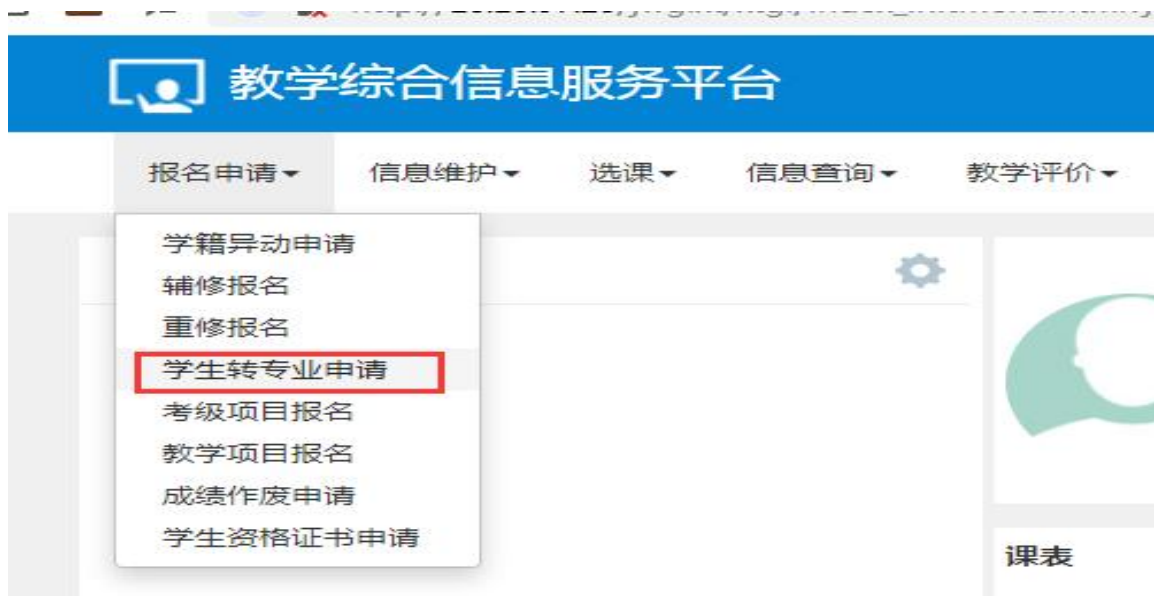 教学综合信息服务平台
报名申请 信息维护 选课 信息查询 教学评价
学籍异动申请
辅修报名
重修报名
学生转专业申请
考级项目报名
教学项目报名
成绩作废申请
学生资格证书申请
课表